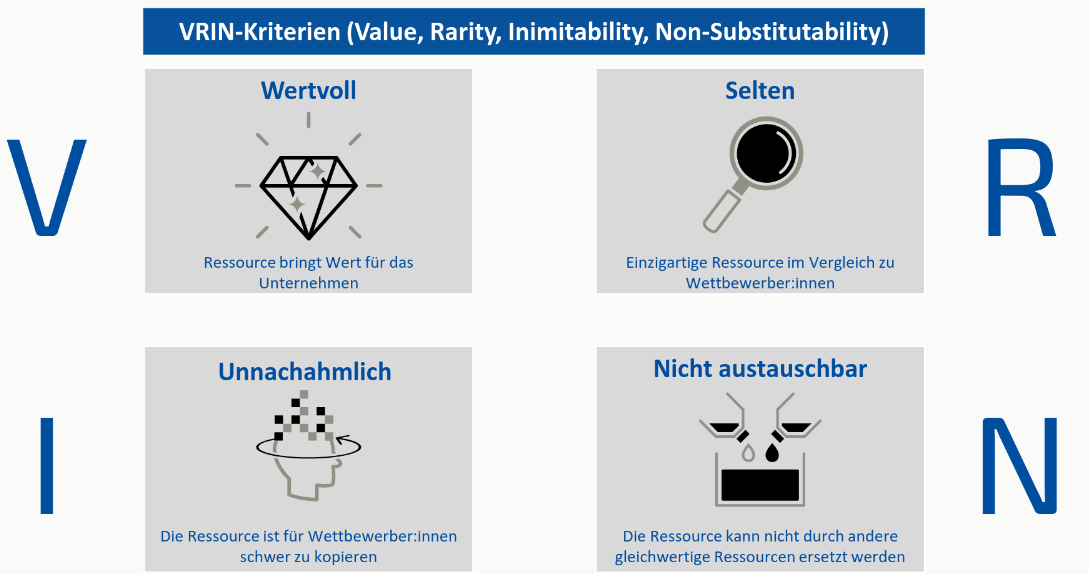 VRIN-Kriterien (Value, Rarity, Inimitability, Non-Substitutability)
V
Wertvoll
Ressource bringt Wert für das
Unternehmen
Selten
Einzigartige Ressource im Vergleich zu
Wettbewerber:innen
R
I
Unnachahmlich
Die Ressource ist für Wettbewerber:innen
schwer zu kopieren
Nicht austauschbar
Die Ressource kann nicht durch andere
gleichwertige Ressourcen ersetzt werden
N